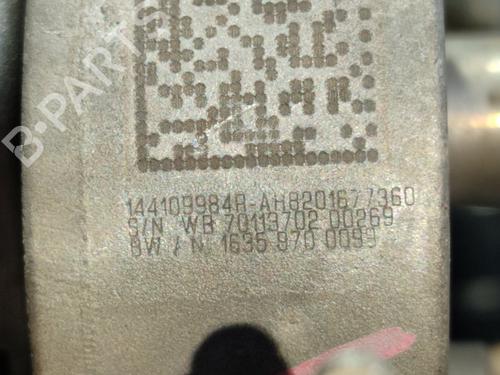 B-PARTS
144109984R-AH8201677360
S/N WB 70113702 00269
BW / N: 1635 970 0099